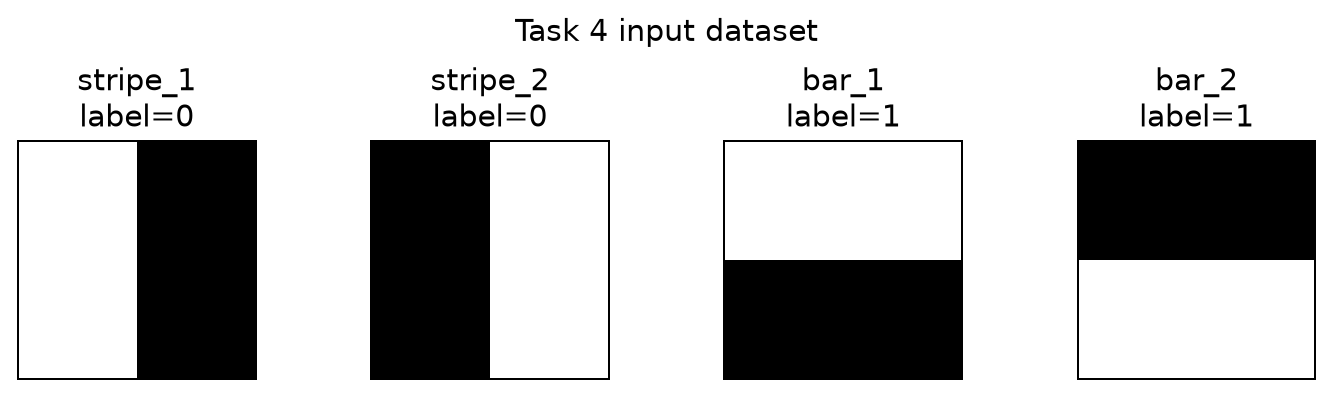 Task 4 input dataset
stripe_1
label=0
stripe_2
label=0
bar_1
label=1
bar_2
label=1